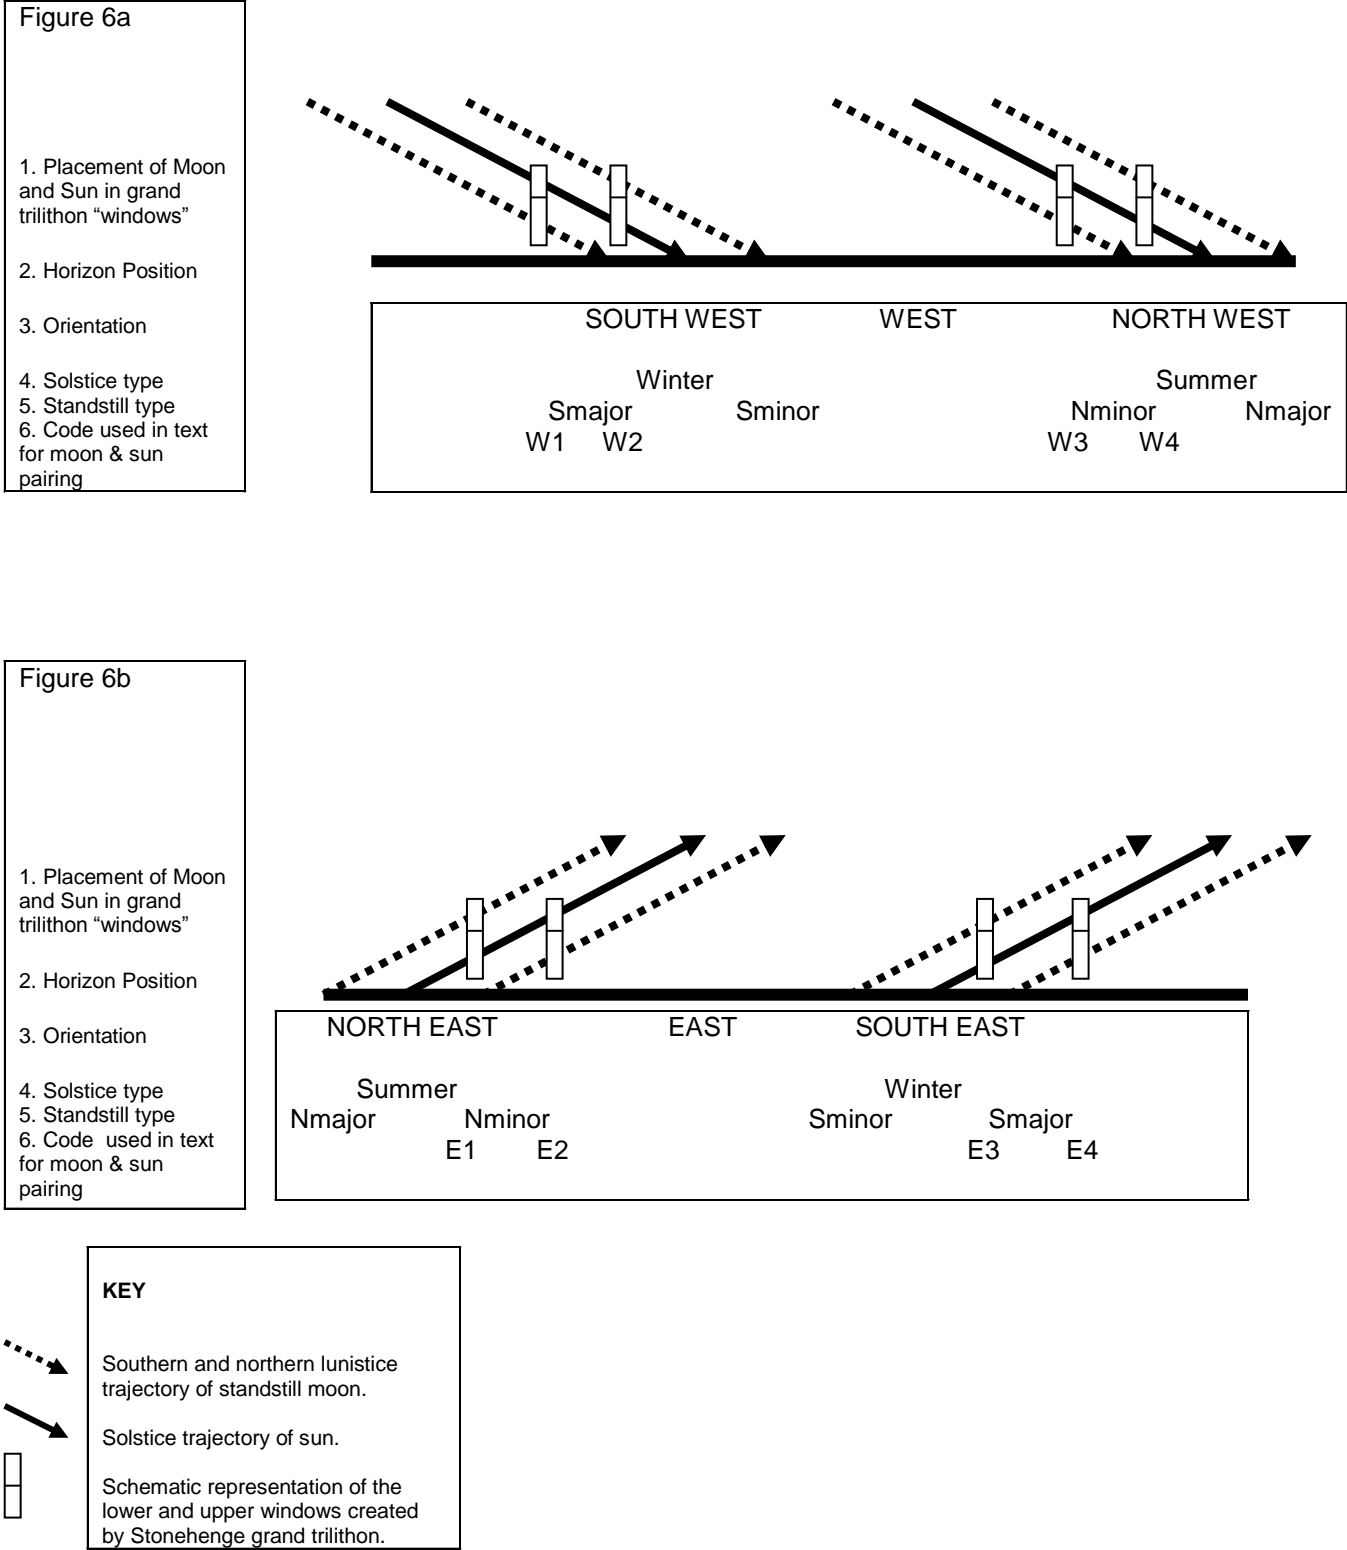 Figure 6a
1. Placement of Moon
and Sun in grand
trilithon “windows”
2. Horizon Position
3. Orientation
4. Solstice type
5. Standstill type
6. Code used in text
for moon & sun
pairing
SOUTH WEST WEST NORTH WEST
Winter Summer
Smajor Sminor Nminor Nmajor
W1 W2 W3 W4
Figure 6b
1. Placement of Moon
and Sun in grand
trilithon “windows”
2. Horizon Position
3. Orientation
4. Solstice type
5. Standstill type
6. Code used in text
for moon & sun
pairing
NORTH EAST EAST SOUTH EAST
Summer Winter
Nmajor Nminor Sminor Smajor
E1 E2 E3 E4
KEY
Southern and northern lunistice
trajectory of standstill moon.
Solstice trajectory of sun.
Schematic representation of the
lower and upper windows created
by Stonehenge grand trilithon.